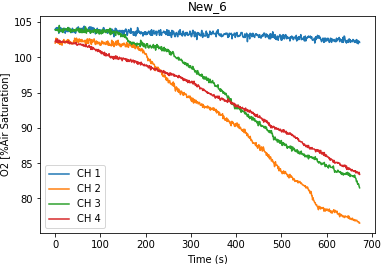 New_6
O2 [%Air Saturation]
105
100
95
90
85
80
CH 1
CH 2
CH 3
CH 4
0 100 200 300 400 500 600 700
Time (s)